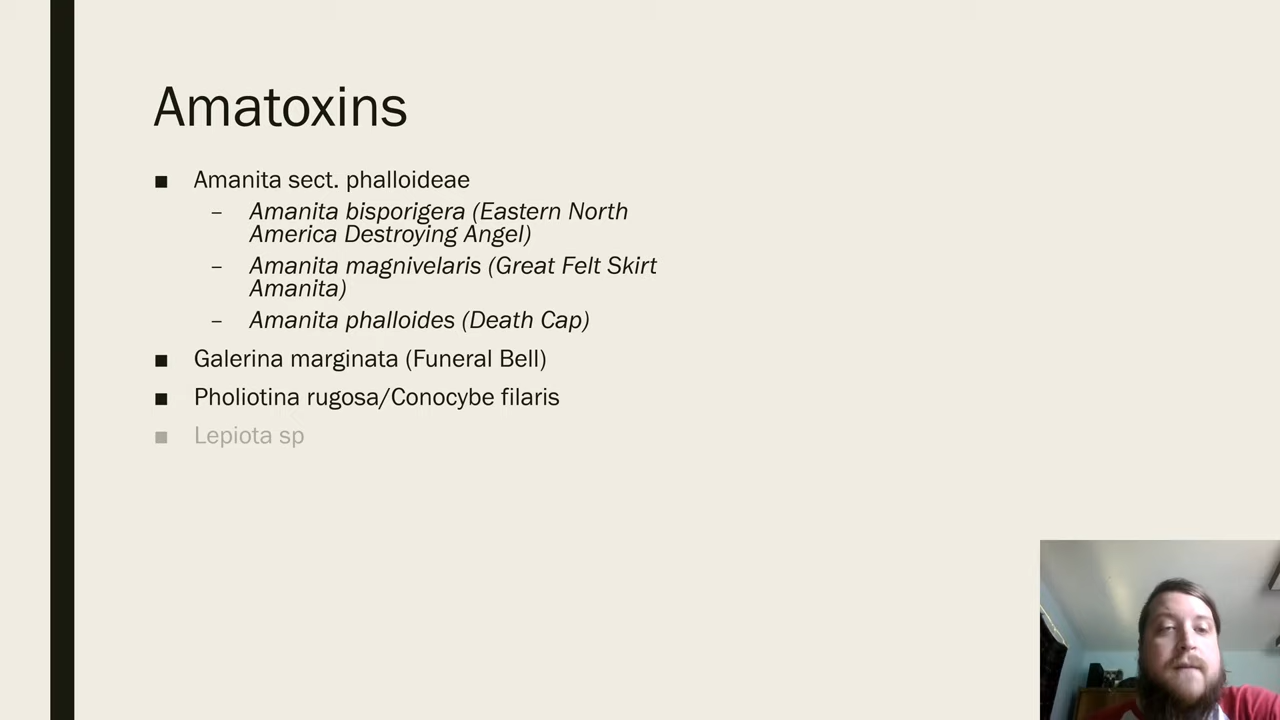 Amatoxins
■ Amanita sect. phalloideae
– Amanita bisporigera (Eastern North
America Destroying Angel)
– Amanita magnivelaris (Great Felt Skirt
Amanita)
– Amanita phalloides (Death Cap)
■ Galerina marginata (Funeral Bell)
■ Pholiotina rugosa/Conocybe filaris
■ Lepiota sp